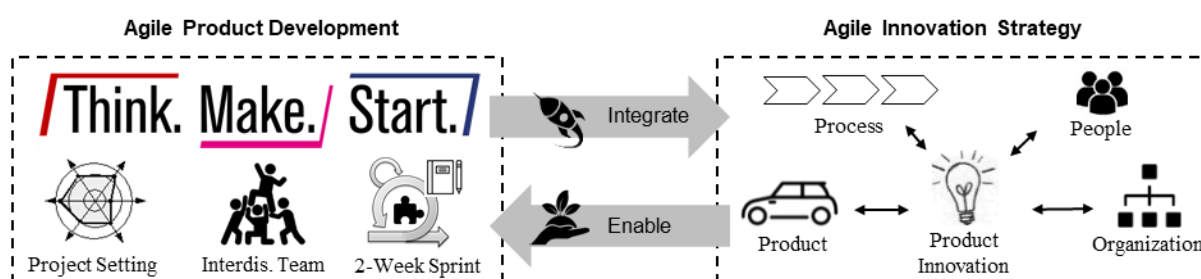 Agile Product Development
Agile Innovation Strategy
Think. Make. Start.
Integrate
Process
People
Enable
Product
Product
Innovation
Organization
Project Setting
Interdis. Team
2-Week Sprint